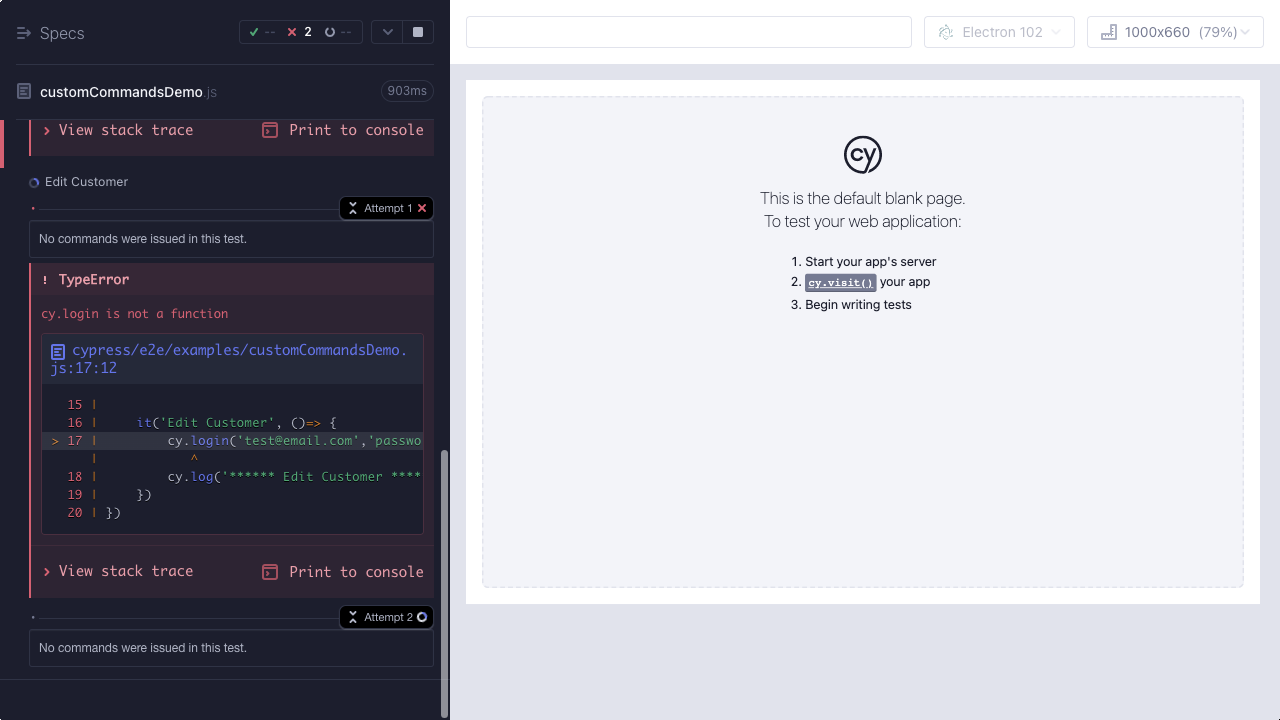 Specs
-- 2 --
customCommandsDemo.js 903ms
View stack trace Print to console
Edit Customer
Attempt 1
No commands were issued in this test.
! TypeError
cy.login is not a function
cypress/e2e/examples/customCommandsDemo.
js:17:12
15 |
16 | it('Edit Customer', ()=> {
> 17 | cy.login('test@email.com','passwo
| ^
18 | cy.log('****** Edit Customer ****
19 | })
20 | })
View stack trace Print to console
Attempt 2
No commands were issued in this test.
Electron 102
1000x660 (79%)
cy
This is the default blank page.
To test your web application:
1. Start your app's server
2. cy.visit() your app
3. Begin writing tests